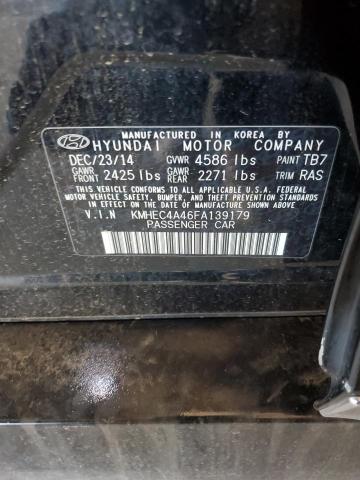 MANUFACTURED IN KOREA BY
HYUNDAI MOTOR COMPANY
DEC/23/14 GVWR 4586 lbs PAINT TB7
GAWR FRONT 2425 lbs GAWR REAR 2271 lbs TRIM RAS
THIS VEHICLE CONFORMS TO ALL APPLICABLE U.S.A. FEDERAL
MOTOR VEHICLE SAFETY, BUMPER, AND THEFT PREVENTION
STANDARDS IN EFFECT ON THE DATE OF MANUFACTURE SHOWN ABOVE.
V.I.N KMHEC4A46FA139179
PASSENGER CAR